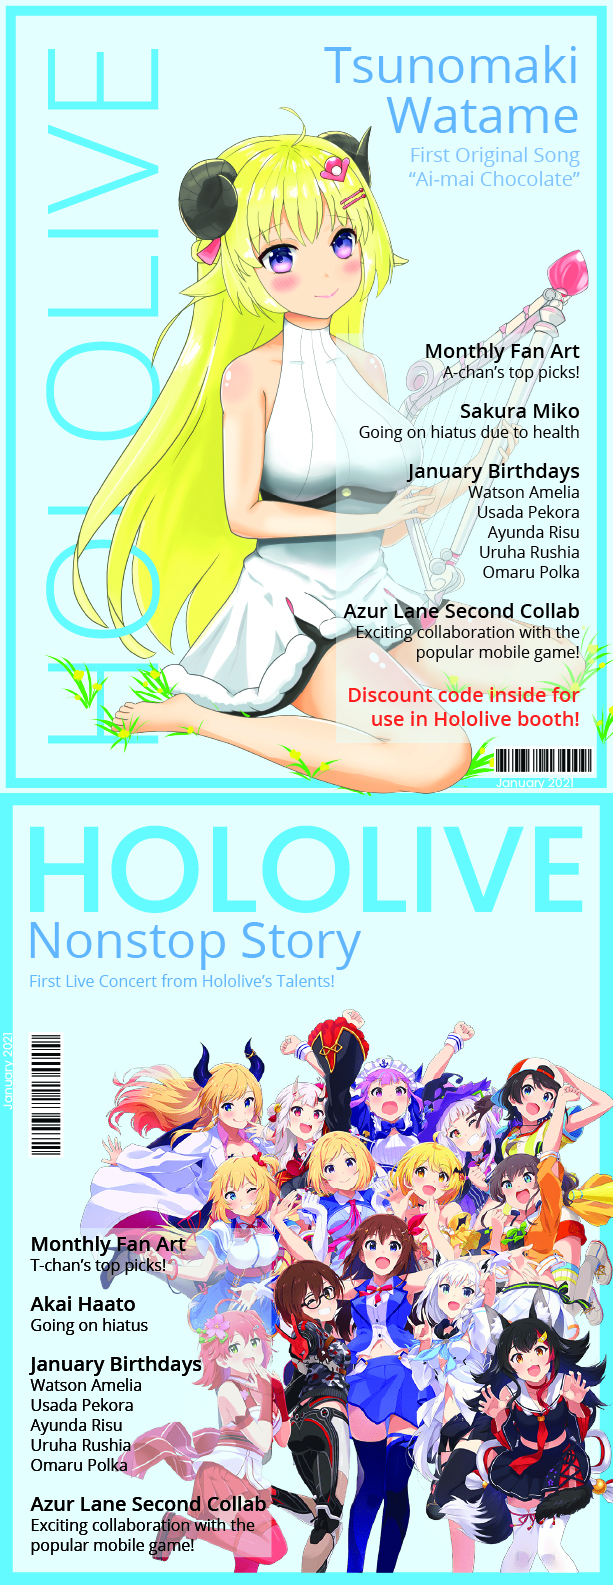 HOLOLIVE
Tsunomaki
Watame
First Original Song
“Ai-mai Chocolate”
Monthly Fan Art
A-chan’s top picks!
Sakura Miko
Going on hiatus due to health
January Birthdays
Watson Amelia
Usada Pekora
Ayunda Risu
Uruha Rushia
Omaru Polka
Azur Lane Second Collab
Exciting collaboration with the
popular mobile game!
Discount code inside for
use in Hololive booth!
January 2021
HOLOLIVE
Nonstop Story
First Live Concert from Hololive’s Talents!
January 2021
Monthly Fan Art
T-chan’s top picks!
Akai Haato
Going on hiatus
January Birthdays
Watson Amelia
Usada Pekora
Ayunda Risu
Uruha Rushia
Omaru Polka
Azur Lane Second Collab
Exciting collaboration with the
popular mobile game!